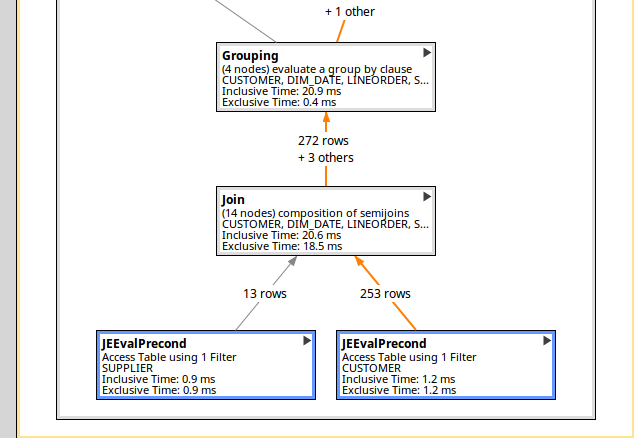 + 1 other
Grouping
(4 nodes) evaluate a group by clause
CUSTOMER, DIM_DATE, LINEORDER, S...
Inclusive Time: 20.9 ms
Exclusive Time: 0.4 ms
272 rows
+ 3 others
Join
(14 nodes) composition of semijoins
CUSTOMER, DIM_DATE, LINEORDER, S...
Inclusive Time: 20.6 ms
Exclusive Time: 18.5 ms
13 rows
253 rows
JEEvalPrecond
Access Table using 1 Filter
SUPPLIER
Inclusive Time: 0.9 ms
Exclusive Time: 0.9 ms
JEEvalPrecond
Access Table using 1 Filter
CUSTOMER
Inclusive Time: 1.2 ms
Exclusive Time: 1.2 ms